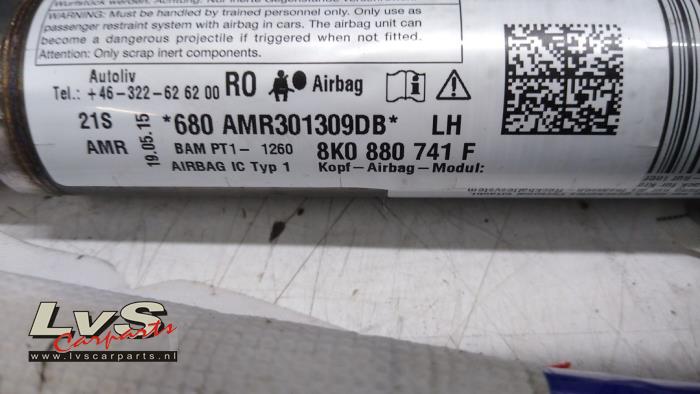 WARNING: Must be handled by trained personnel only. Only use as
passenger restraint system with airbag in cars. The airbag unit can
become a dangerous projectile if triggered when not fitted.
Attention: Only scrap inert components.
Autoliv
Tel.: +46-322-62 62 00 RO Airbag
21S *680 AMR301309DB* LH
AMR 19.05.15 BAM PT1- 1260 8K0 880 741 F
AIRBAG IC Typ 1 Kopf-Airbag-Modul:
LvS
Carparts
www.lvscarparts.nl